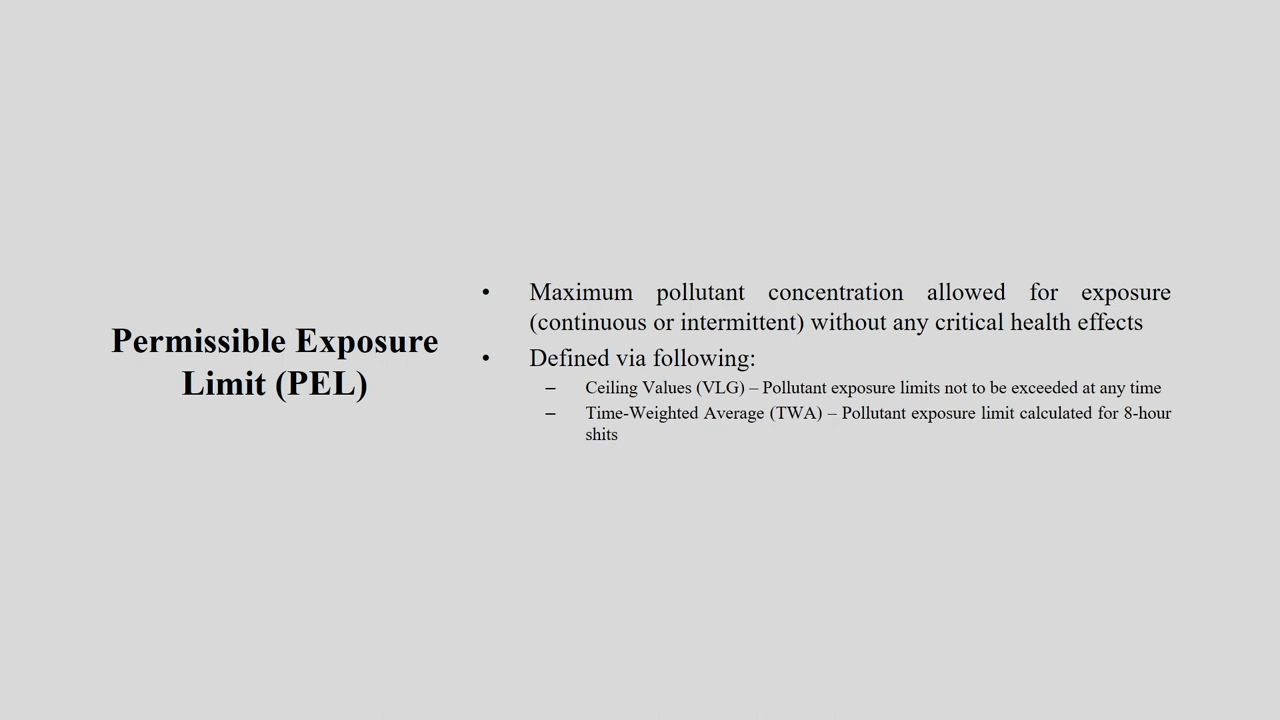 Permissible Exposure
Limit (PEL)
• Maximum pollutant concentration allowed for exposure
(continuous or intermittent) without any critical health effects
• Defined via following:
– Ceiling Values (VLG) – Pollutant exposure limits not to be exceeded at any time
– Time-Weighted Average (TWA) – Pollutant exposure limit calculated for 8-hour
shits